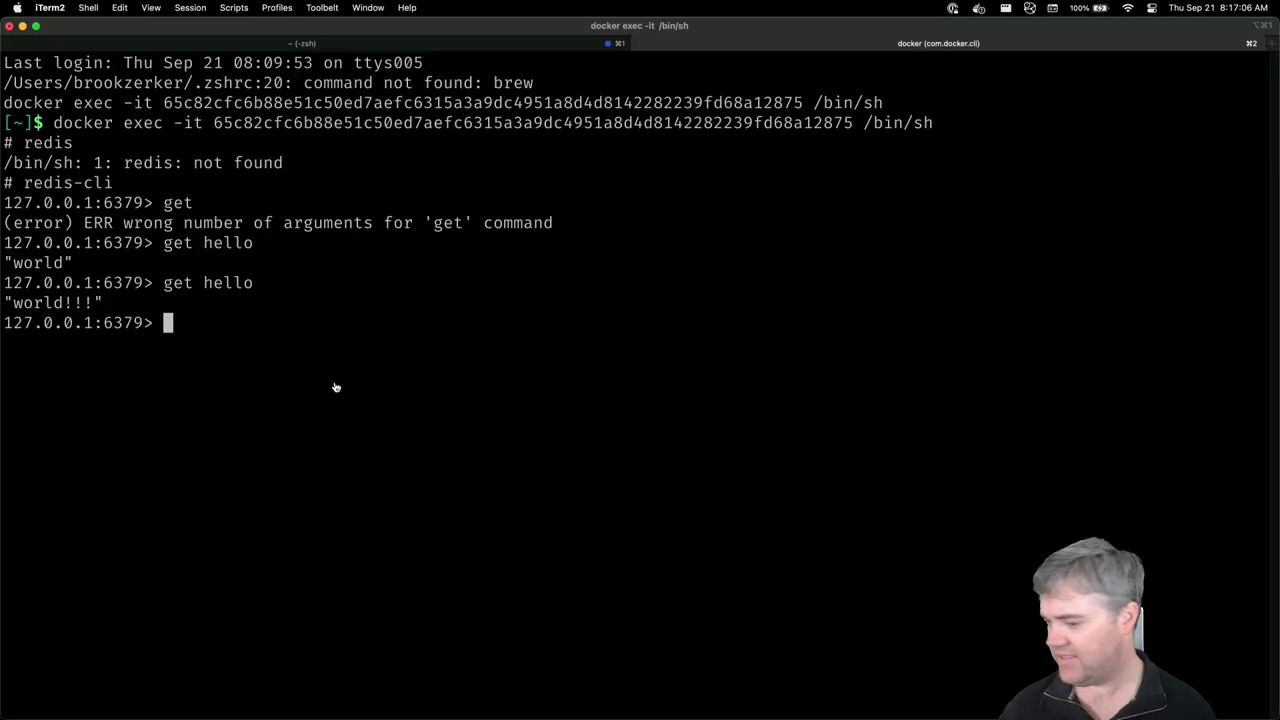 iTerm2 Shell Edit View Session Scripts Profiles Toolbelt Window Help 100% Thu Sep 21 8:17:06 AM
docker exec -it /bin/sh ⌥⌘1
~ (-zsh) ⌘1 docker (com.docker.cli) ⌘2
Last login: Thu Sep 21 08:09:53 on ttys005
/Users/brookzerker/.zshrc:20: command not found: brew
docker exec -it 65c82cfc6b88e51c50ed7aefc6315a3a9dc4951a8d4d8142282239fd68a12875 /bin/sh
[~]$ docker exec -it 65c82cfc6b88e51c50ed7aefc6315a3a9dc4951a8d4d8142282239fd68a12875 /bin/sh
# redis
/bin/sh: 1: redis: not found
# redis-cli
127.0.0.1:6379> get
(error) ERR wrong number of arguments for 'get' command
127.0.0.1:6379> get hello
"world"
127.0.0.1:6379> get hello
"world!!!"
127.0.0.1:6379>